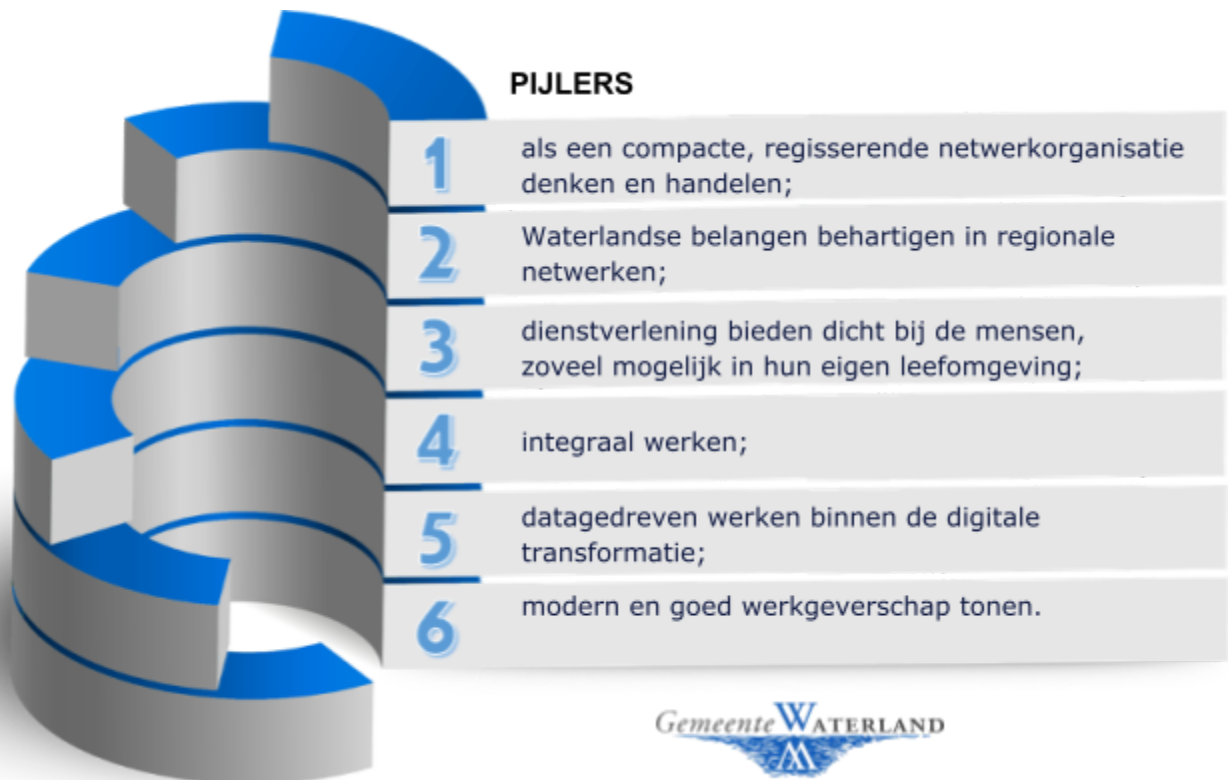 PIJLERS
1
als een compacte, regisserende netwerkorganisatie
denken en handelen;
2
Waterlandse belangen behartigen in regionale
netwerken;
3
dienstverlening bieden dicht bij de mensen,
zoveel mogelijk in hun eigen leefomgeving;
4
integraal werken;
5
datagedreven werken binnen de digitale
transformatie;
6
modern en goed werkgeverschap tonen.
Gemeente WATERLAND